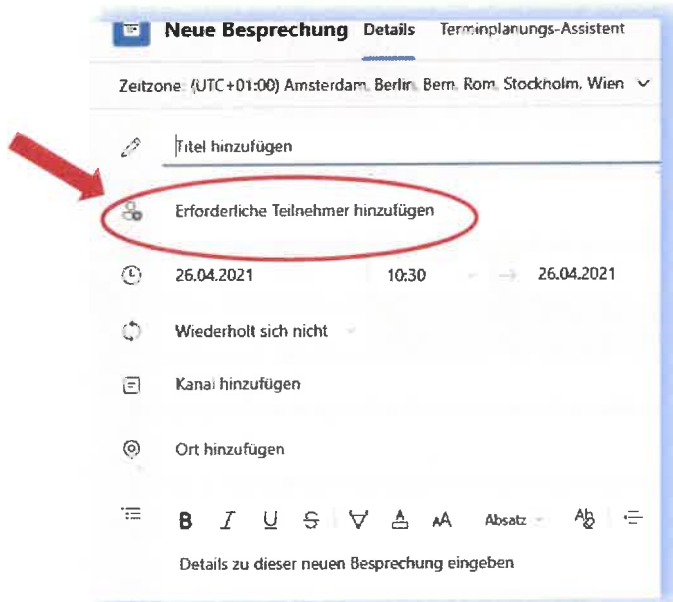 Neue Besprechung Details Terminplanungs-Assistent
Zeitzone: (UTC+01:00) Amsterdam, Berlin, Bern, Rom, Stockholm, Wien
Titel hinzufügen
Erforderliche Teilnehmer hinzufügen
26.04.2021 10:30 → 26.04.2021
Wiederholt sich nicht
Kanal hinzufügen
Ort hinzufügen
B I U S A AA Absatz Ab
Details zu dieser neuen Besprechung eingeben